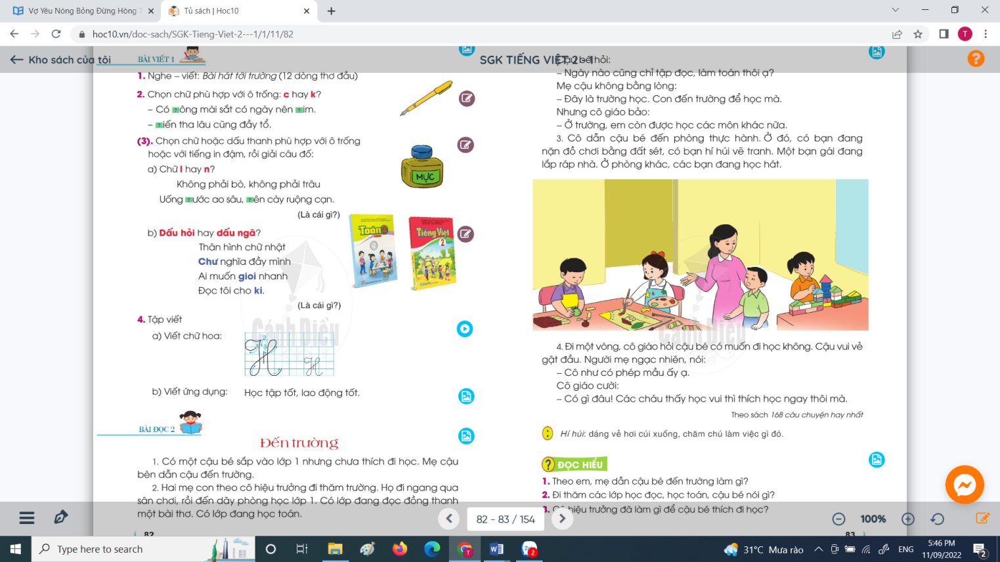 Vợ Yêu Nóng Bỏng Đừng Hòng T
Tủ sách | Hoc10
hoc10.vn/doc-sach/SGK-Tieng-Viet-2---1/1/11/82
T
Kho sách của tôi
SGK TIẾNG VIỆT 2 - 1
BÀI VIẾT 1
1. Nghe – viết: Bài hát tới trường (12 dòng thơ đầu)
2. Chọn chữ phù hợp với ô trống: c hay k?
– Có ?ông mài sắt có ngày nên ?im.
– ?iến tha lâu cũng đầy tổ.
(3). Chọn chữ hoặc dấu thanh phù hợp với ô trống
hoặc với tiếng in đậm, rồi giải câu đố:
a) Chữ l hay n?
Không phải bò, không phải trâu
Uống ?ước ao sâu, ?ên cày ruộng cạn.
(Là cái gì?)
MỰC
b) Dấu hỏi hay dấu ngã?
Thân hình chữ nhật
Chư nghĩa đầy mình
Ai muốn gioi nhanh
Đọc tôi cho ki.
(Là cái gì?)
Toán 2
Tiếng Việt
2
4. Tập viết
a) Viết chữ hoa:
1 2 3
H H
b) Viết ứng dụng: Học tập tốt, lao động tốt.
Cánh Diều
BÀI ĐỌC 2
Đến trường
1. Có một cậu bé sắp vào lớp 1 nhưng chưa thích đi học. Mẹ cậu
bèn dẫn cậu đến trường.
2. Hai mẹ con theo cô hiệu trưởng đi thăm trường. Họ đi ngang qua
sân chơi, rồi đến dãy phòng học lớp 1. Có lớp đang đọc đồng thanh
một bài thơ. Có lớp đang học toán.
82
Cậu bé hỏi:
– Ngày nào cũng chỉ tập đọc, làm toán thôi ạ?
Mẹ cậu không bằng lòng:
– Đây là trường học. Con đến trường để học mà.
Nhưng cô giáo bảo:
– Ở trường, em còn được học các môn khác nữa.
3. Cô dẫn cậu bé đến phòng thực hành. Ở đó, có bạn đang
nặn đồ chơi bằng đất sét, có bạn hí húi vẽ tranh. Một bạn gái đang
lắp ráp nhà. Ở phòng khác, các bạn đang học hát.
Cánh Diều
4. Đi một vòng, cô giáo hỏi cậu bé có muốn đi học không. Cậu vui vẻ
gật đầu. Người mẹ ngạc nhiên, nói:
– Cô như có phép mầu ấy ạ.
Cô giáo cười:
– Có gì đâu! Các cháu thấy học vui thì thích học ngay thôi mà.
Theo sách 168 câu chuyện hay nhất
Hí húi: dáng vẻ hơi cúi xuống, chăm chú làm việc gì đó.
? ĐỌC HIỂU
1. Theo em, mẹ dẫn cậu bé đến trường làm gì?
2. Đi thăm các lớp học đọc, học toán, cậu bé nói gì?
3. Cô hiệu trưởng đã làm gì để cậu bé thích đi học?
83
82 - 83 / 154
100%
Type here to search
T
2
31°C Mưa rào
ENG
5:46 PM
11/09/2022
2